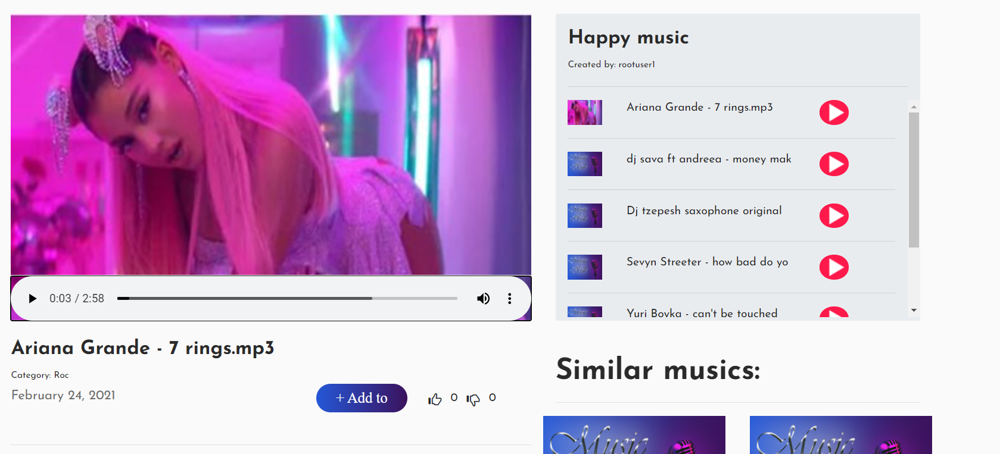 0:03 / 2:58
Ariana Grande - 7 rings.mp3
Category: Roc
February 24, 2021
+ Add to
0
0
Happy music
Created by: rootuser1
Ariana Grande - 7 rings.mp3
dj sava ft andreea - money mak
Dj tzepesh saxophone original
Sevyn Streeter - how bad do yo
Yuri Bovka - can't be touched
Similar musics:
Music
Music